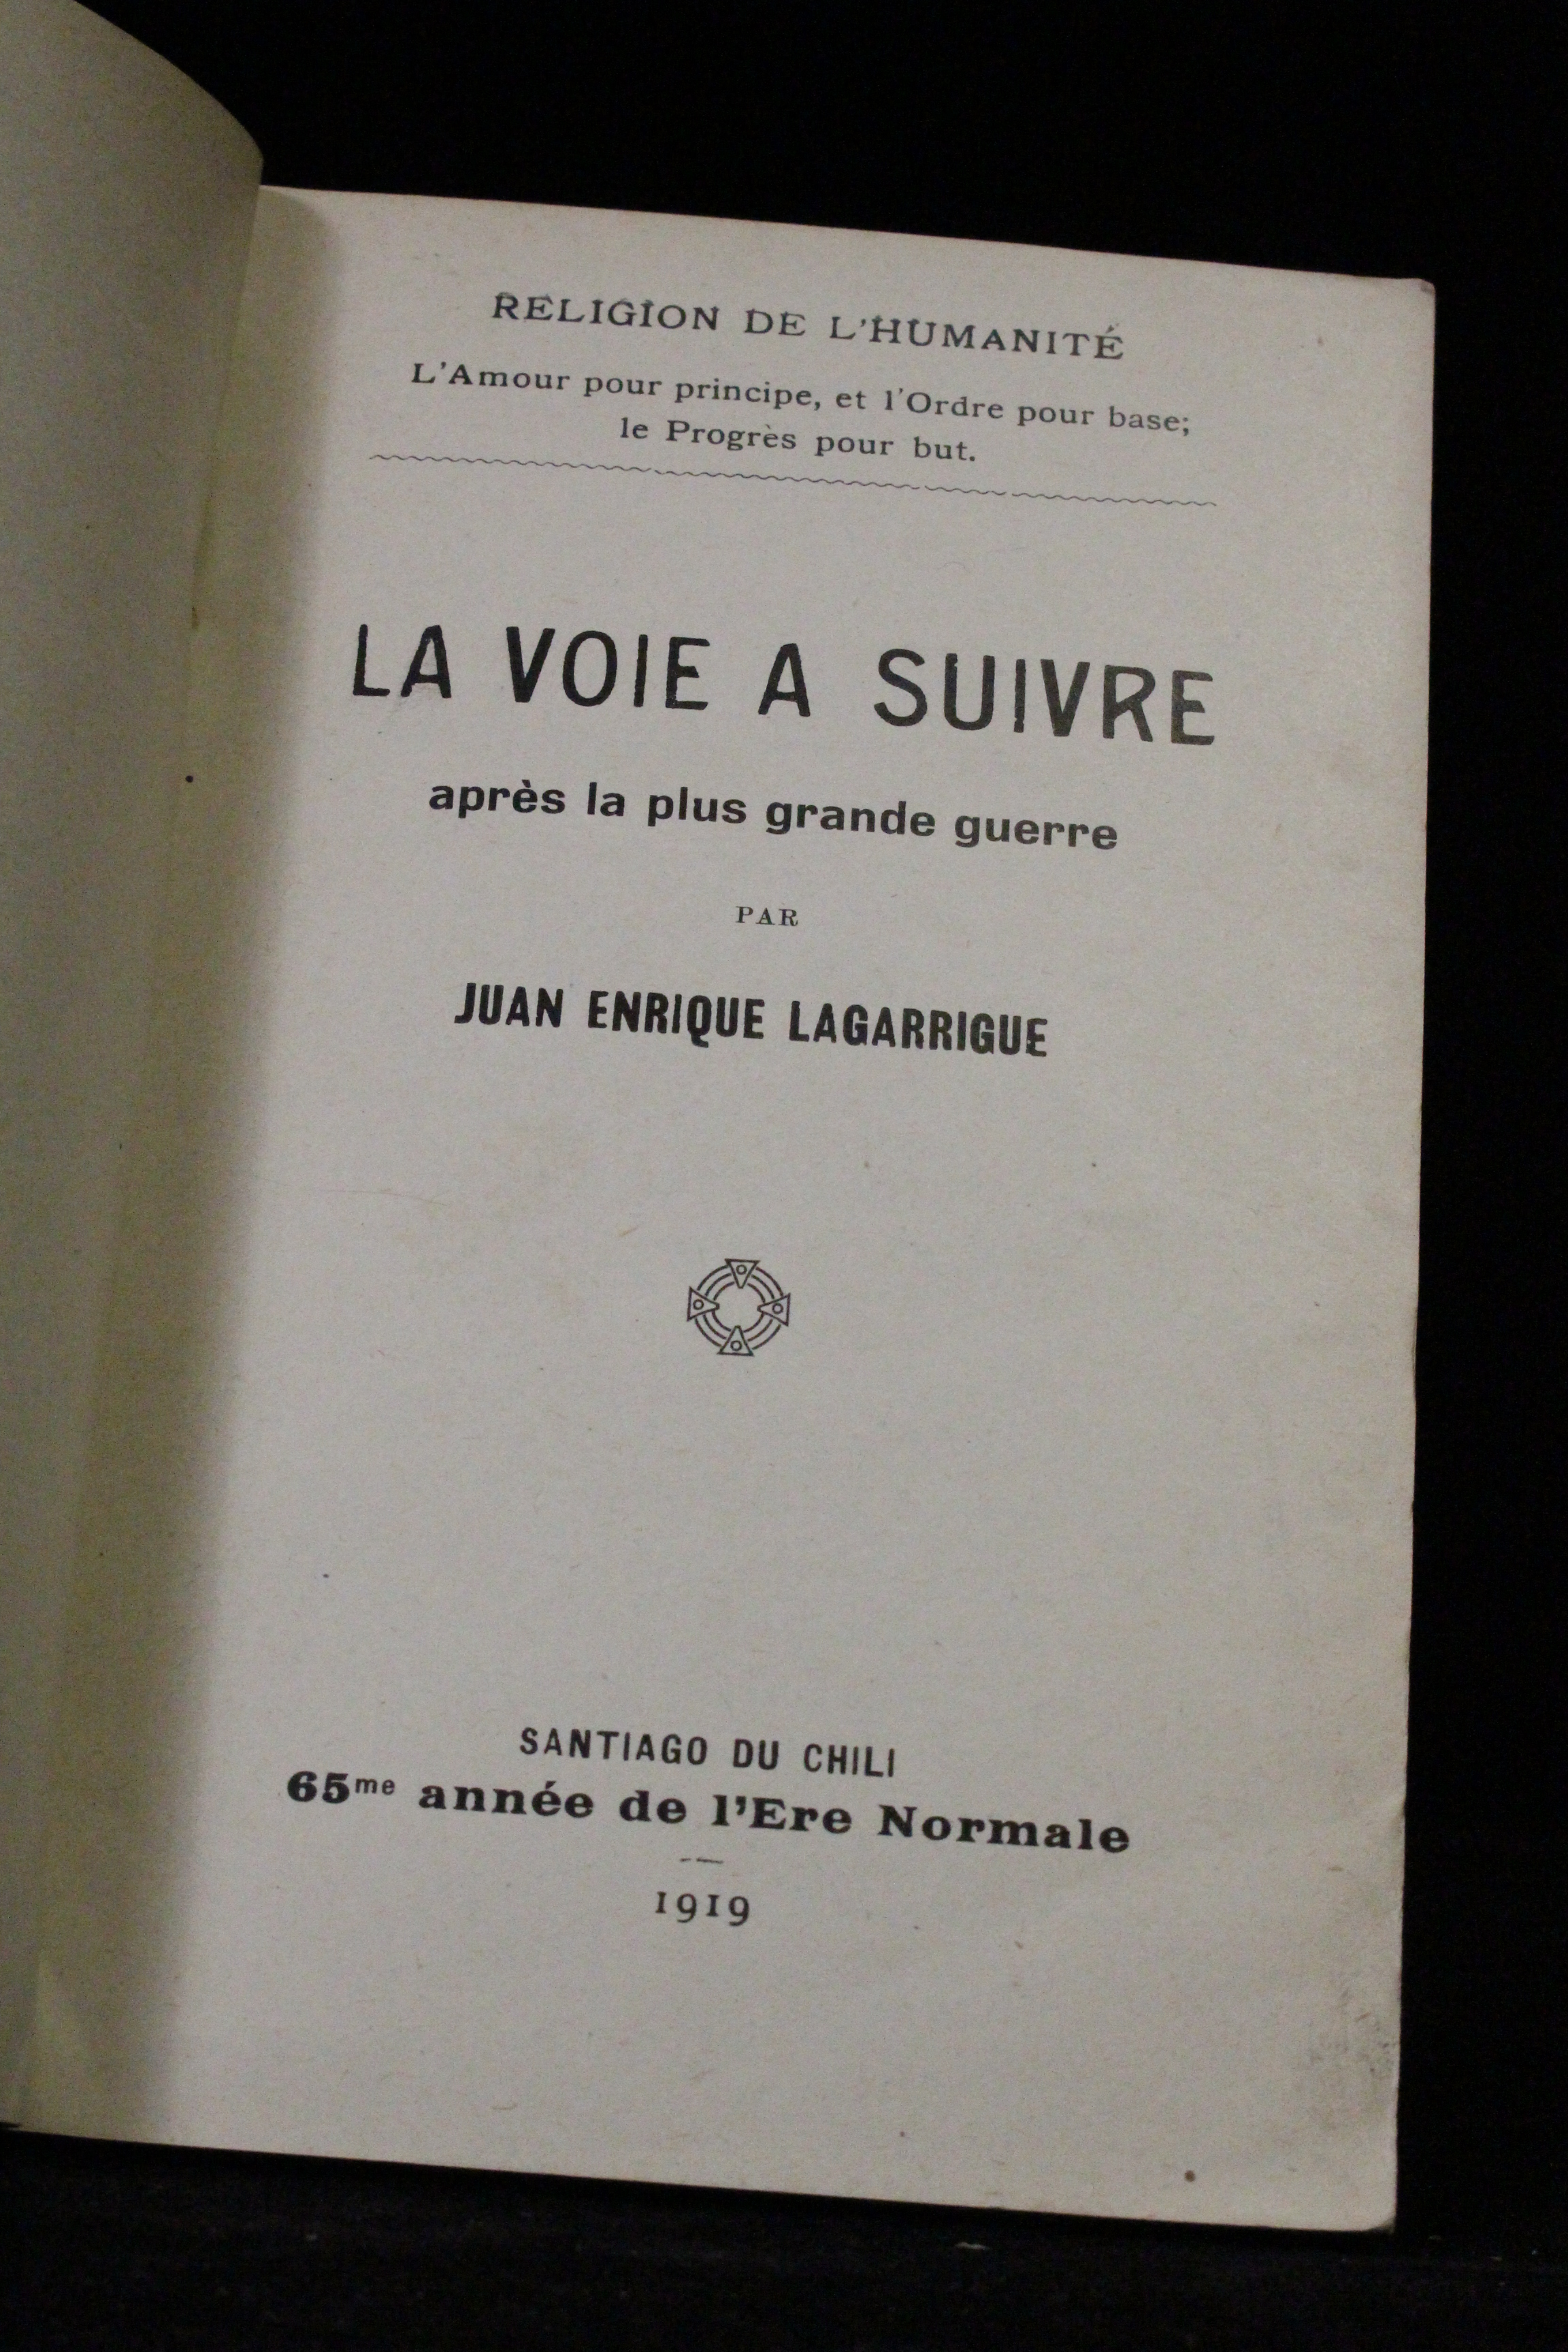 RELIGION DE L'HUMANITÉ
L'Amour pour principe, et l'Ordre pour base;
le Progrès pour but.
LA VOIE A SUIVRE
après la plus grande guerre
PAR
JUAN ENRIQUE LAGARRIGUE
SANTIAGO DU CHILI
65me année de l'Ere Normale
1919